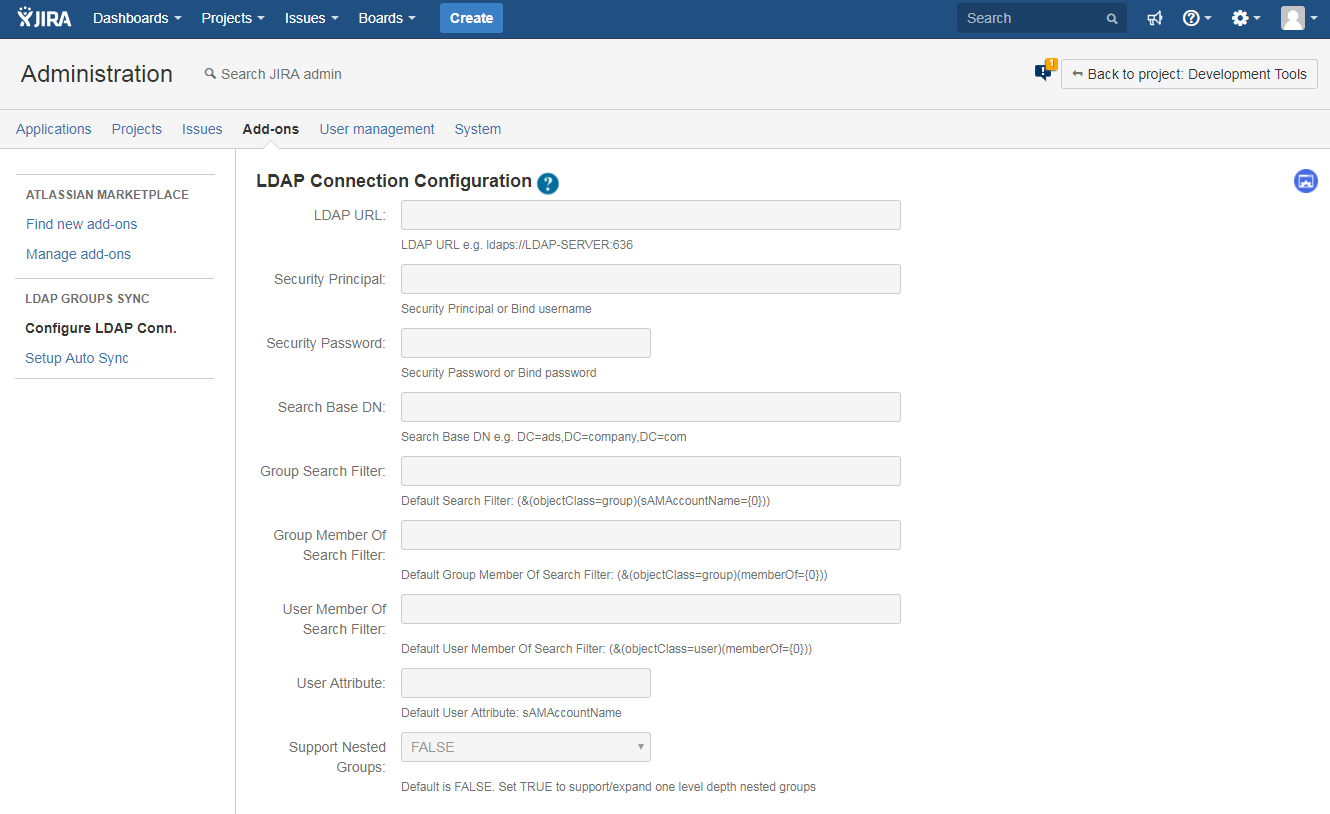 JIRA Dashboards Projects Issues Boards Create Search
Administration Search JIRA admin 1 Back to project: Development Tools
Applications Projects Issues Add-ons User management System
ATLASSIAN MARKETPLACE
Find new add-ons
Manage add-ons
LDAP GROUPS SYNC
Configure LDAP Conn.
Setup Auto Sync
LDAP Connection Configuration ?
LDAP URL:
LDAP URL e.g. ldaps://LDAP-SERVER:636
Security Principal:
Security Principal or Bind username
Security Password:
Security Password or Bind password
Search Base DN:
Search Base DN e.g. DC=ads,DC=company,DC=com
Group Search Filter:
Default Search Filter: (&(objectClass=group)(sAMAccountName={0}))
Group Member Of
Search Filter:
Default Group Member Of Search Filter: (&(objectClass=group)(memberOf={0}))
User Member Of
Search Filter:
Default User Member Of Search Filter: (&(objectClass=user)(memberOf={0}))
User Attribute:
Default User Attribute: sAMAccountName
Support Nested
Groups:
FALSE
Default is FALSE. Set TRUE to support/expand one level depth nested groups